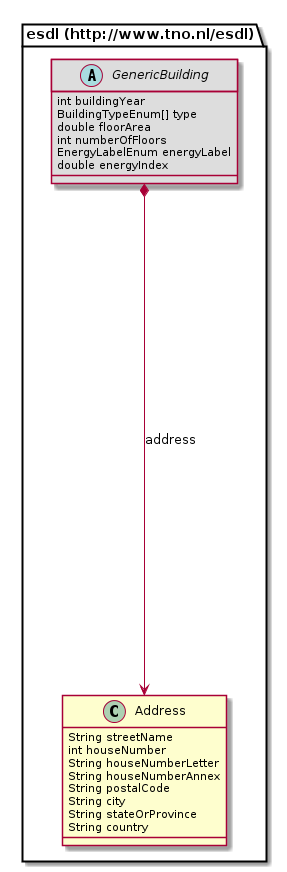 esdl (http://www.tno.nl/esdl)
A GenericBuilding
int buildingYear
BuildingTypeEnum[] type
double floorArea
int numberOfFloors
EnergyLabelEnum energyLabel
double energyIndex
address
C Address
String streetName
int houseNumber
String houseNumberLetter
String houseNumberAnnex
String postalCode
String city
String stateOrProvince
String country